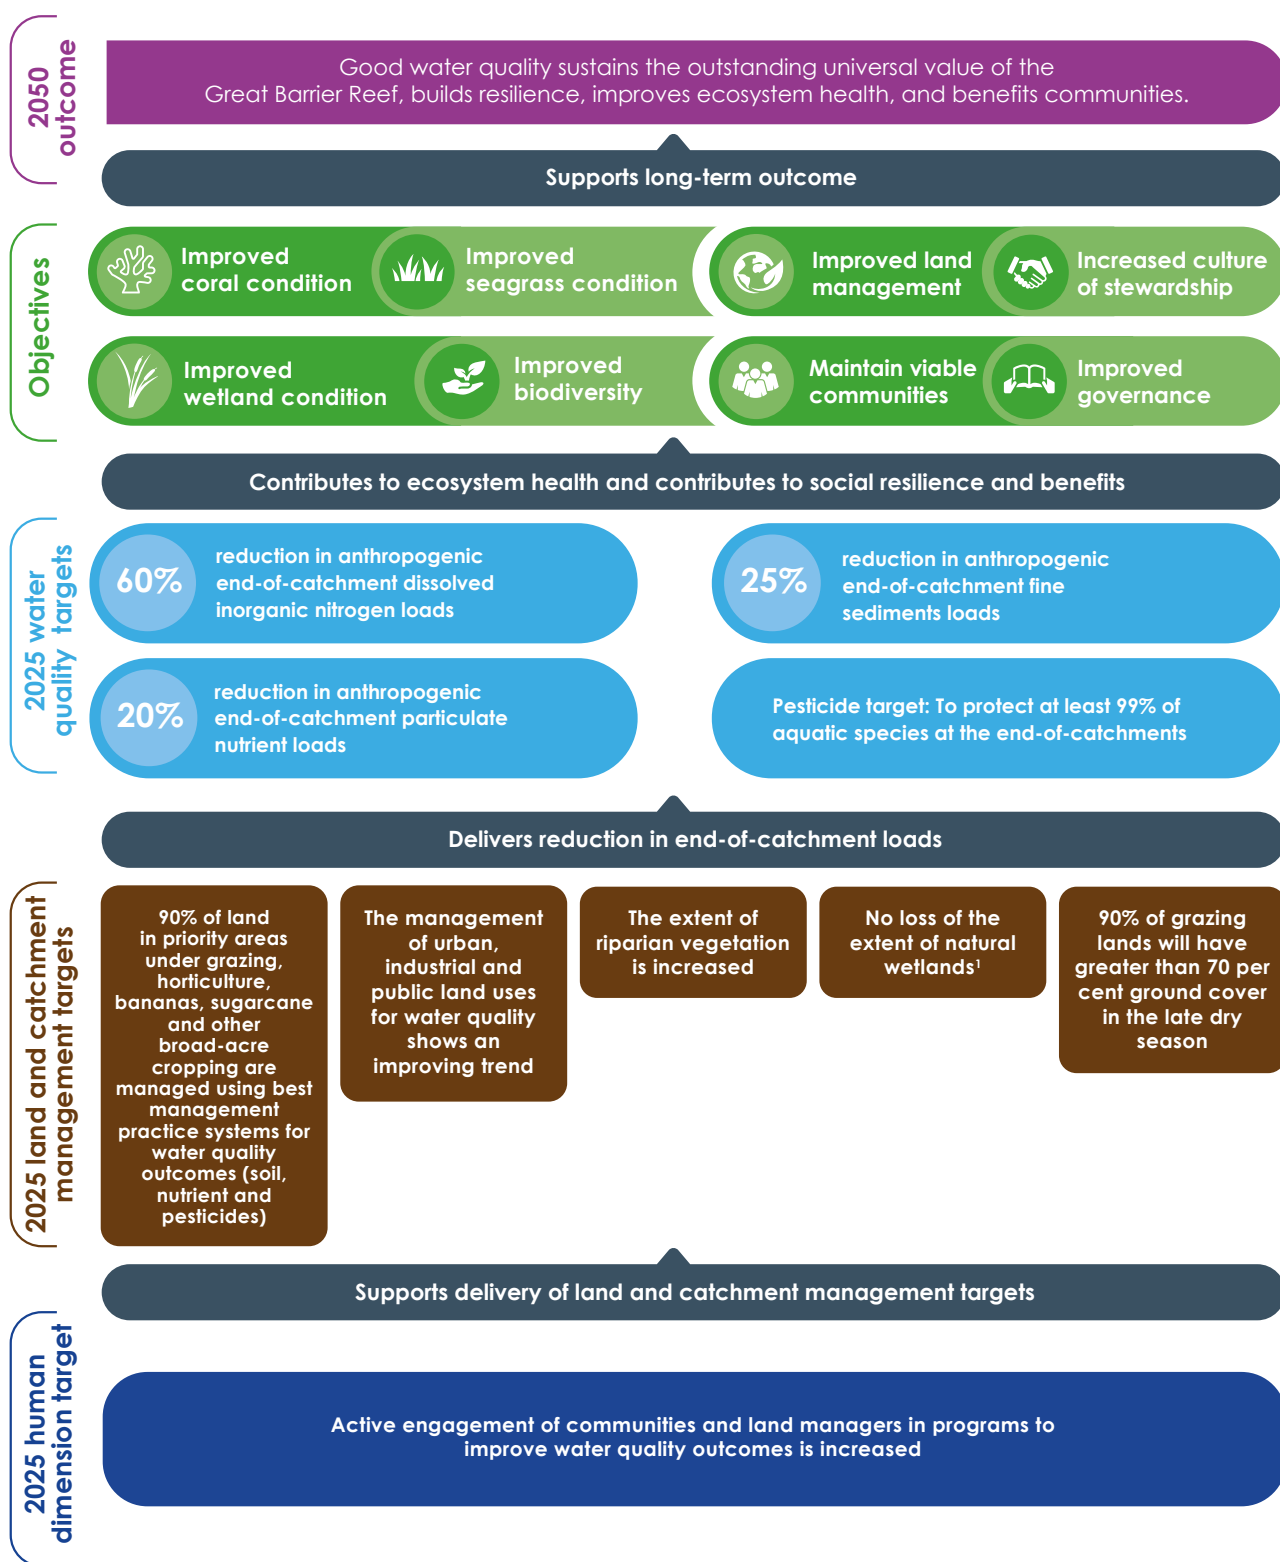 2050
outcome
Good water quality sustains the outstanding universal value of the
Great Barrier Reef, builds resilience, improves ecosystem health, and benefits communities.
Supports long-term outcome
Objectives
Improved
coral condition
Improved
seagrass condition
Improved land
management
Increased culture
of stewardship
Improved
wetland condition
Improved
biodiversity
Maintain viable
communities
Improved
governance
Contributes to ecosystem health and contributes to social resilience and benefits
2025 water
quality targets
60%
reduction in anthropogenic
end-of-catchment dissolved
inorganic nitrogen loads
25%
reduction in anthropogenic
end-of-catchment fine
sediments loads
20%
reduction in anthropogenic
end-of-catchment particulate
nutrient loads
Pesticide target: To protect at least 99% of
aquatic species at the end-of-catchments
Delivers reduction in end-of-catchment loads
2025 land and catchment
management targets
90% of land
in priority areas
under grazing,
horticulture,
bananas, sugarcane
and other
broad-acre
cropping are
managed using best
management
practice systems for
water quality
outcomes (soil,
nutrient and
pesticides)
The management
of urban,
industrial and
public land uses
for water quality
shows an
improving trend
The extent of
riparian vegetation
is increased
No loss of the
extent of natural
wetlands¹
90% of grazing
lands will have
greater than 70 per
cent ground cover
in the late dry
season
Supports delivery of land and catchment management targets
2025 human
dimension target
Active engagement of communities and land managers in programs to
improve water quality outcomes is increased